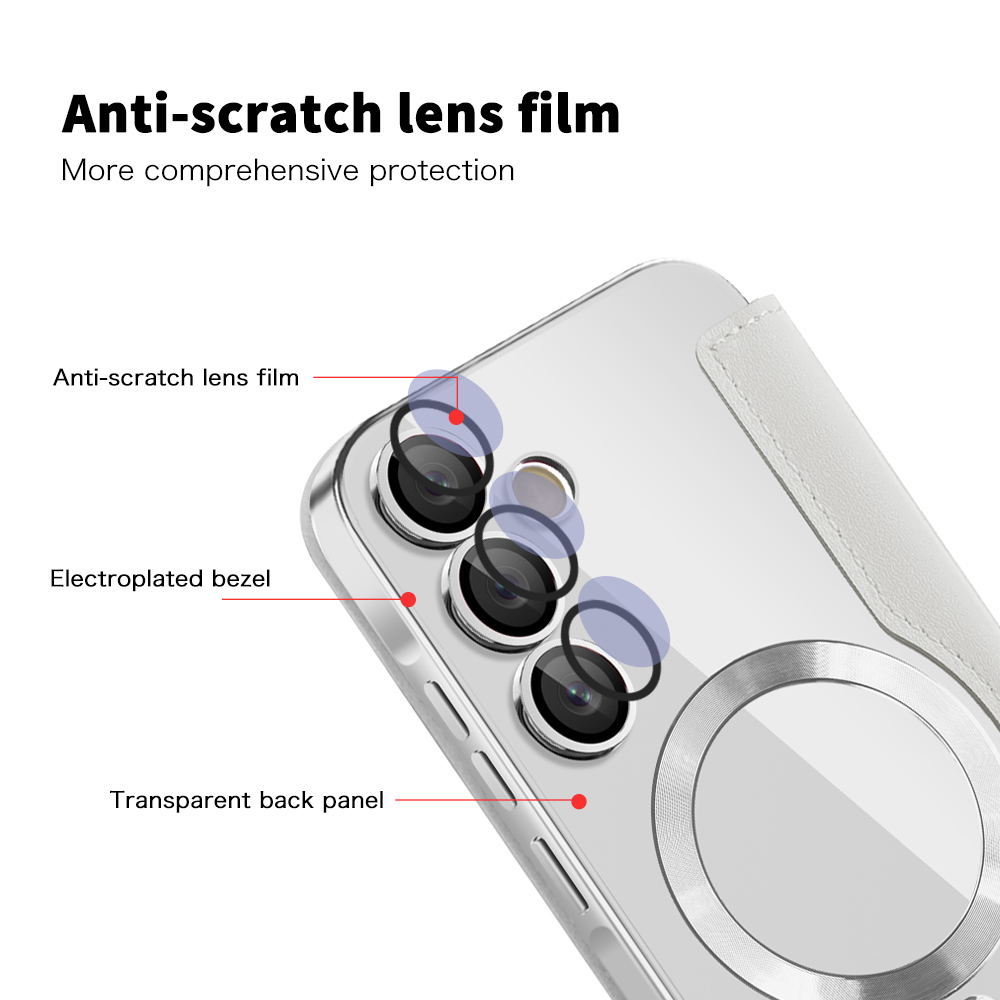 Anti-scratch lens film
More comprehensive protection
Anti-scratch lens film
Electroplated bezel
Transparent back panel